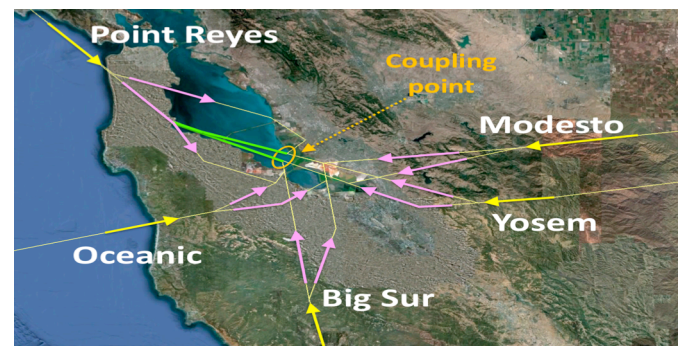 Point Reyes
Coupling
point
Modesto
Yosem
Oceanic
Big Sur